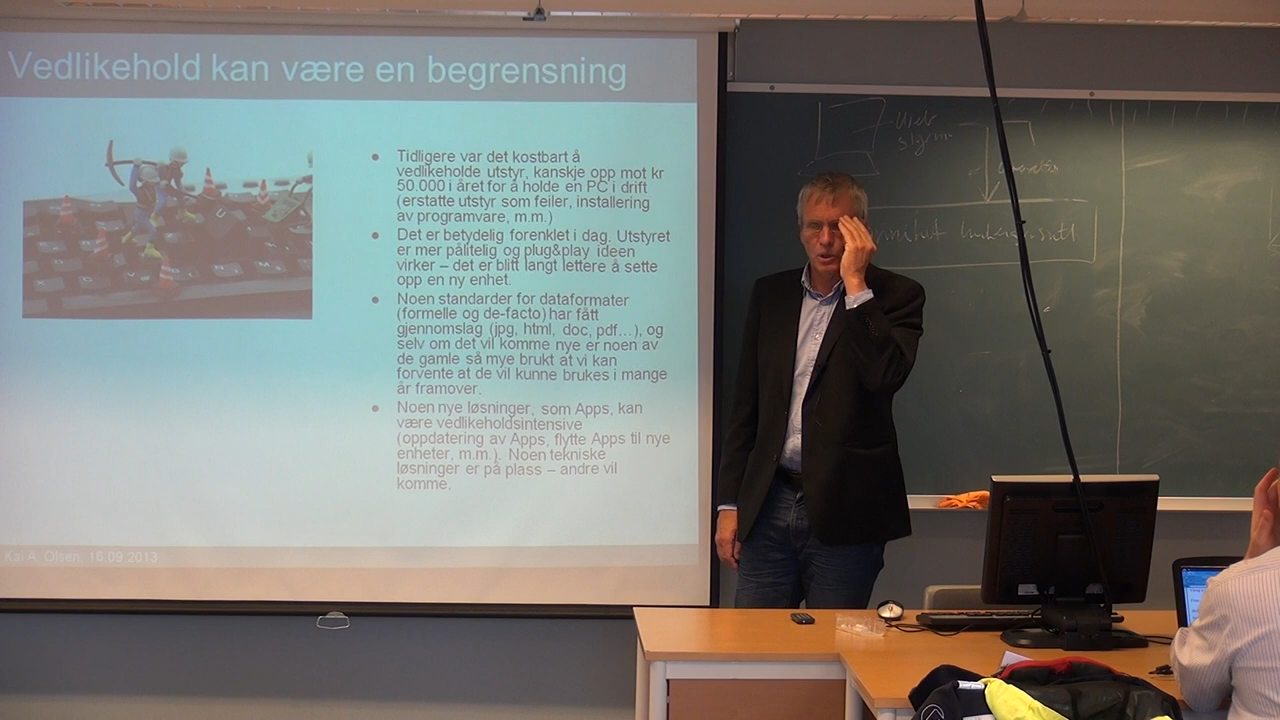 Vedlikehold kan være en begrensning
Tidligere var det kostbart å
vedlikeholde utstyr, kanskje opp mot kr
50.000 i året for å holde en PC i drift
(erstatte utstyr som feiler, installering
av programvare, m.m.)
Det er betydelig forenklet i dag. Utstyret
er mer pålitelig og plug&play ideen
virker – det er blitt langt lettere å sette
opp en ny enhet.
Noen standarder for dataformater
(formelle og de-facto) har fått
gjennomslag (jpg, html, doc, pdf...), og
selv om det vil komme nye er noen av
de gamle så mye brukt at vi kan
forvente at de vil kunne brukes i mange
år framover.
Noen nye løsninger, som Apps, kan
være vedlikeholdsintensive
(oppdatering av Apps, flytte Apps til nye
enheter, m.m.). Noen tekniske
løsninger er på plass – andre vil
komme.
Kai A. Olsen, 16.09.2013